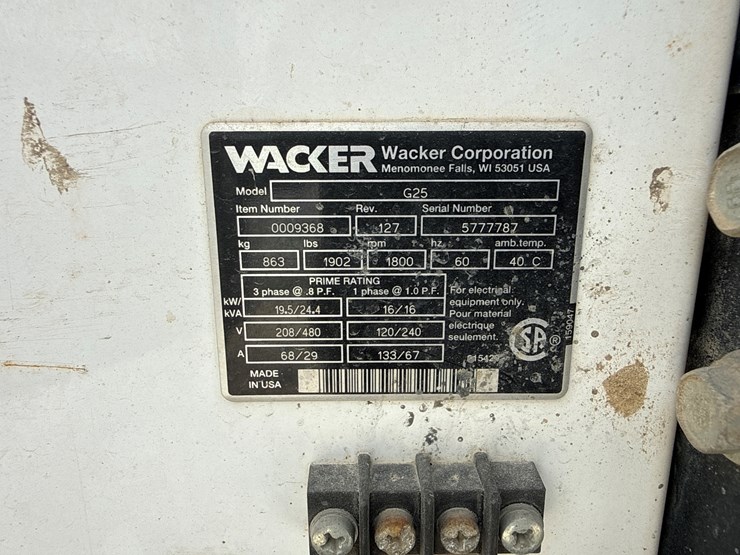 WACKER Wacker Corporation
Menomonee Falls, WI 53051 USA
Model G25
Item Number Rev. Serial Number
0009368 127 5777787
kg lbs rpm hz amb.temp.
863 1902 1800 60 40 C
PRIME RATING
3 phase @ .8 P.F. 1 phase @ 1.0 P.F.
kW/
kVA 19.5/24.4 16/16
V 208/480 120/240
A 68/29 133/67
For electrical
equipment only.
Pour material
electrique
seulement.
SA ®
159047
MADE
IN USA